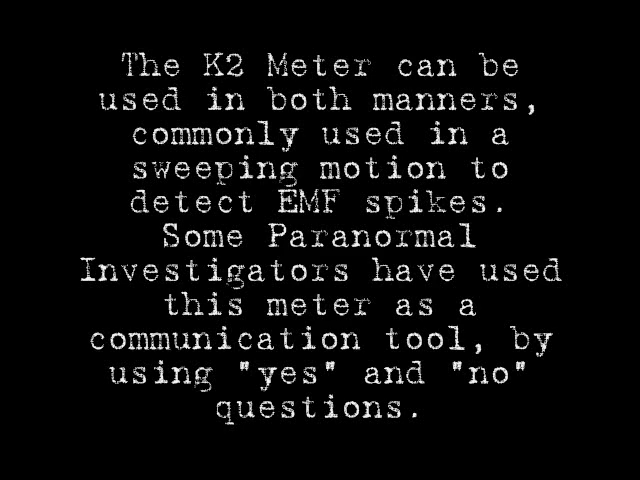 The K2 Meter can be
used in both manners,
commonly used in a
sweeping motion to
detect EMF spikes.
Some Paranormal
Investigators have used
this meter as a
communication tool, by
using "yes" and "no"
questions.